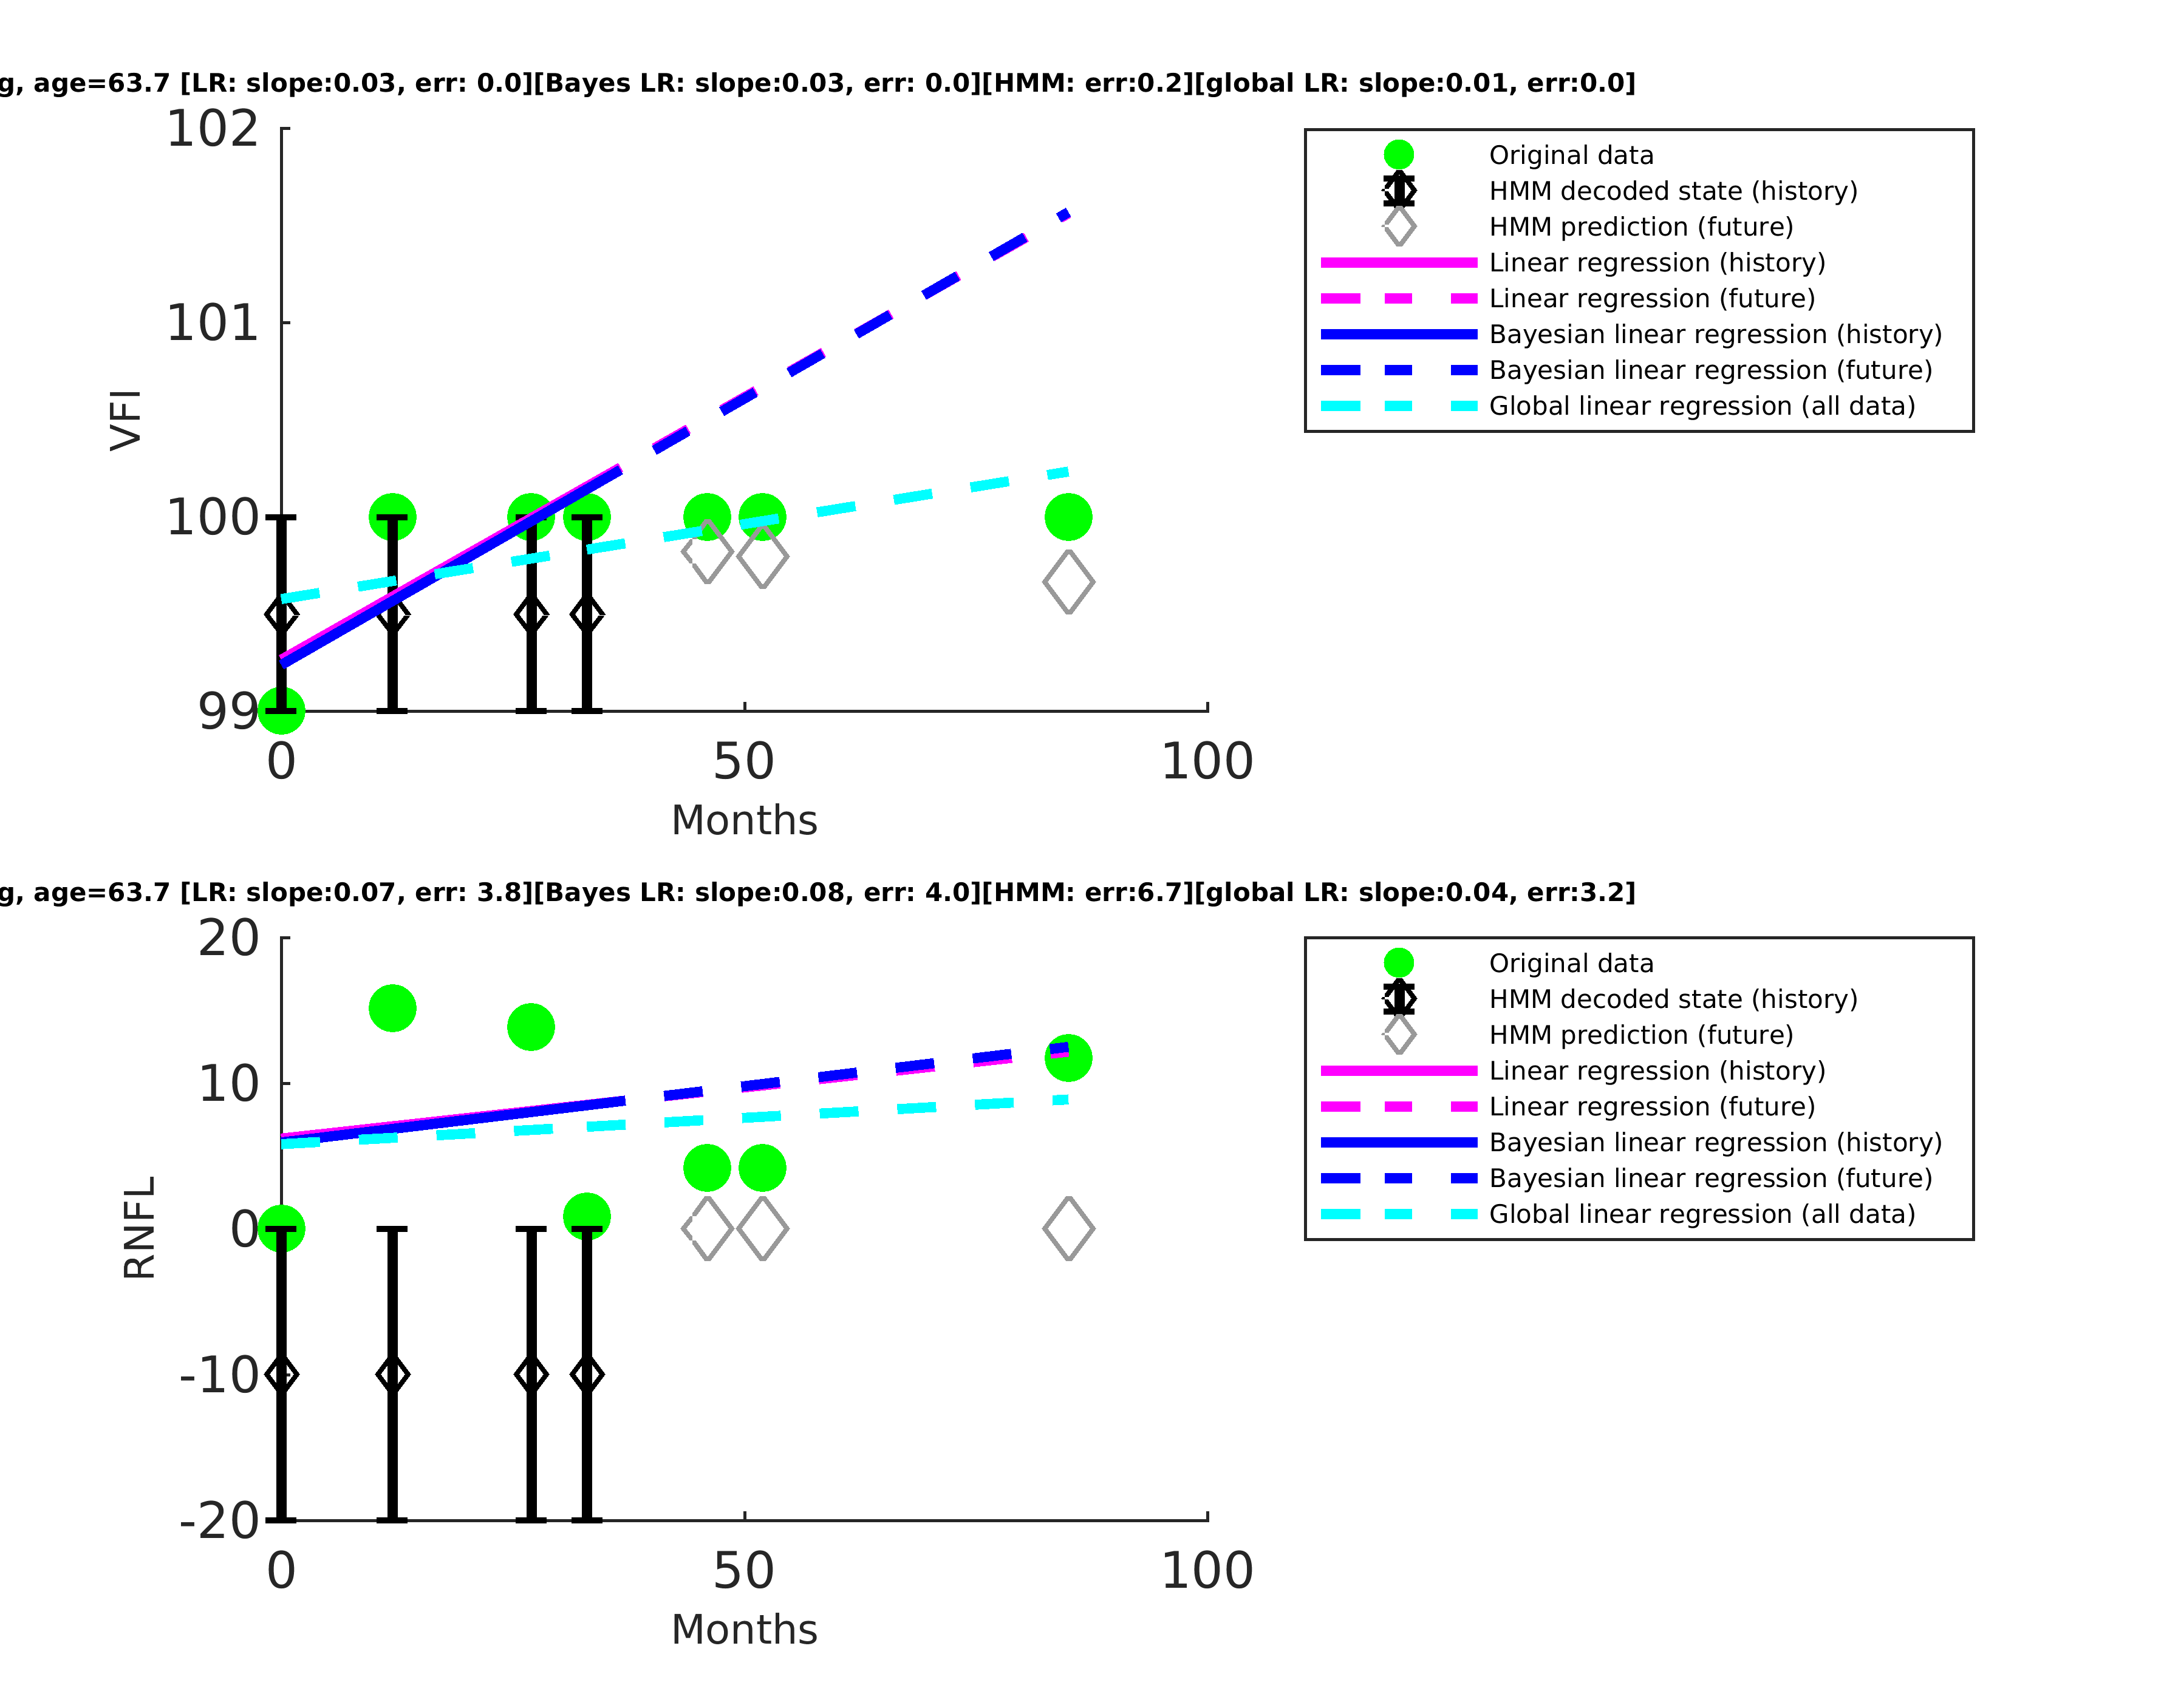 g, age=63.7 [LR: slope:0.03, err: 0.0][Bayes LR: slope:0.03, err: 0.0][HMM: err:0.2][global LR: slope:0.01, err:0.0]
102
101
100
99
VFI
0 50 100
Months
Original data
HMM decoded state (history)
HMM prediction (future)
Linear regression (history)
Linear regression (future)
Bayesian linear regression (history)
Bayesian linear regression (future)
Global linear regression (all data)
g, age=63.7 [LR: slope:0.07, err: 3.8][Bayes LR: slope:0.08, err: 4.0][HMM: err:6.7][global LR: slope:0.04, err:3.2]
20
10
0
-10
-20
RNFL
0 50 100
Months
Original data
HMM decoded state (history)
HMM prediction (future)
Linear regression (history)
Linear regression (future)
Bayesian linear regression (history)
Bayesian linear regression (future)
Global linear regression (all data)